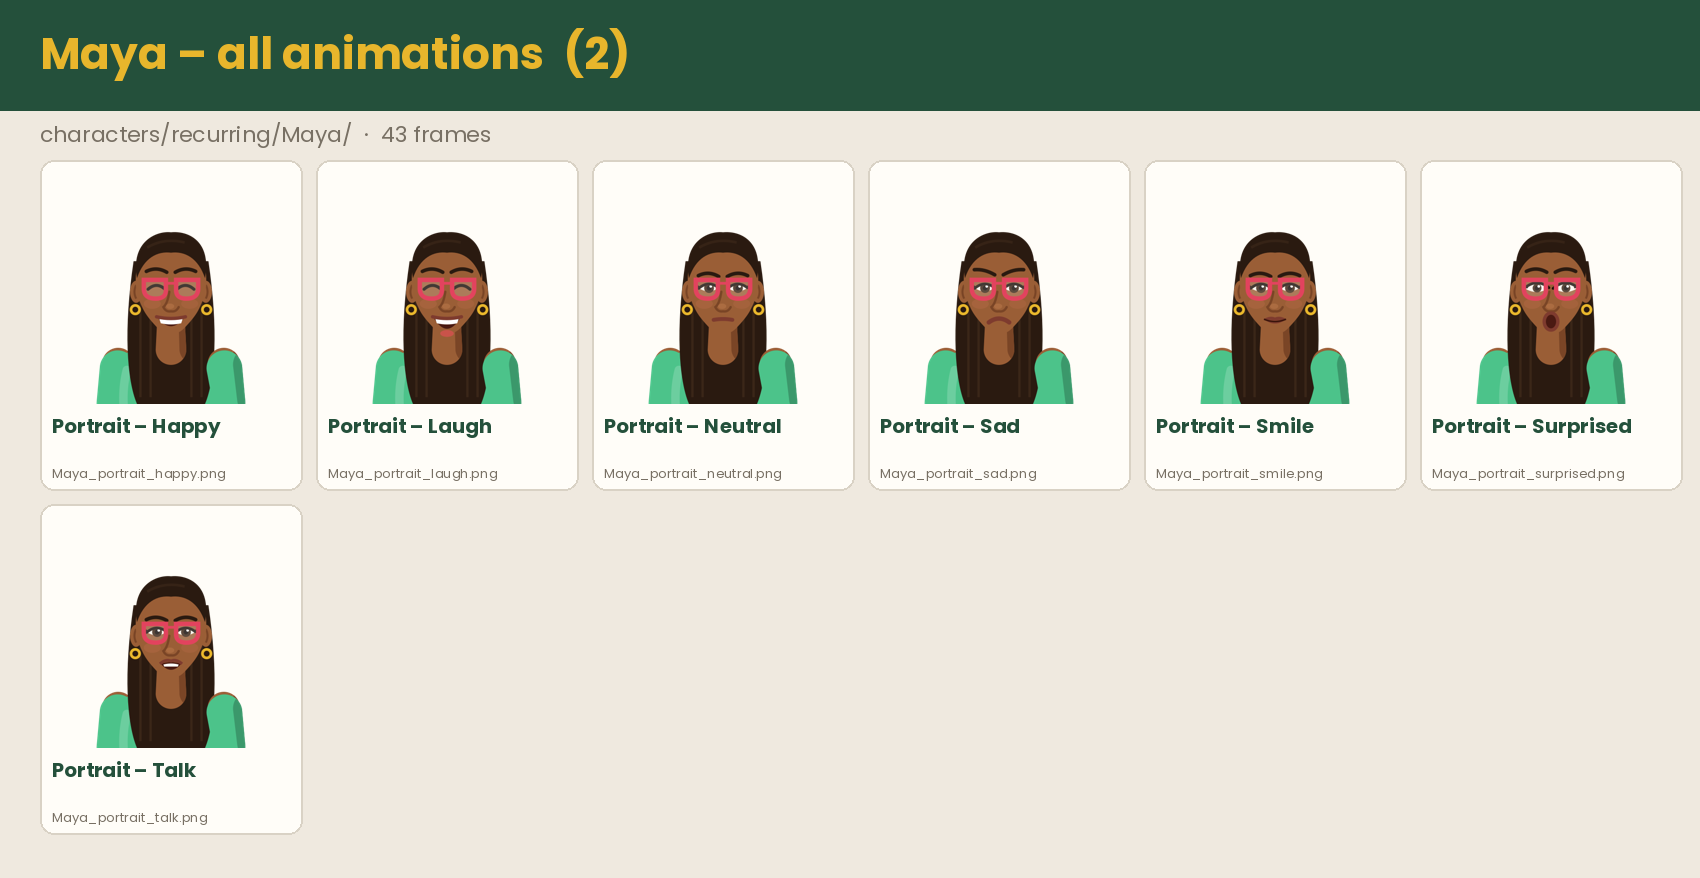 Maya – all animations (2)
characters/recurring/Maya/ · 43 frames
Portrait – Happy
Maya_portrait_happy.png
Portrait – Laugh
Maya_portrait_laugh.png
Portrait – Neutral
Maya_portrait_neutral.png
Portrait – Sad
Maya_portrait_sad.png
Portrait – Smile
Maya_portrait_smile.png
Portrait – Surprised
Maya_portrait_surprised.png
Portrait – Talk
Maya_portrait_talk.png